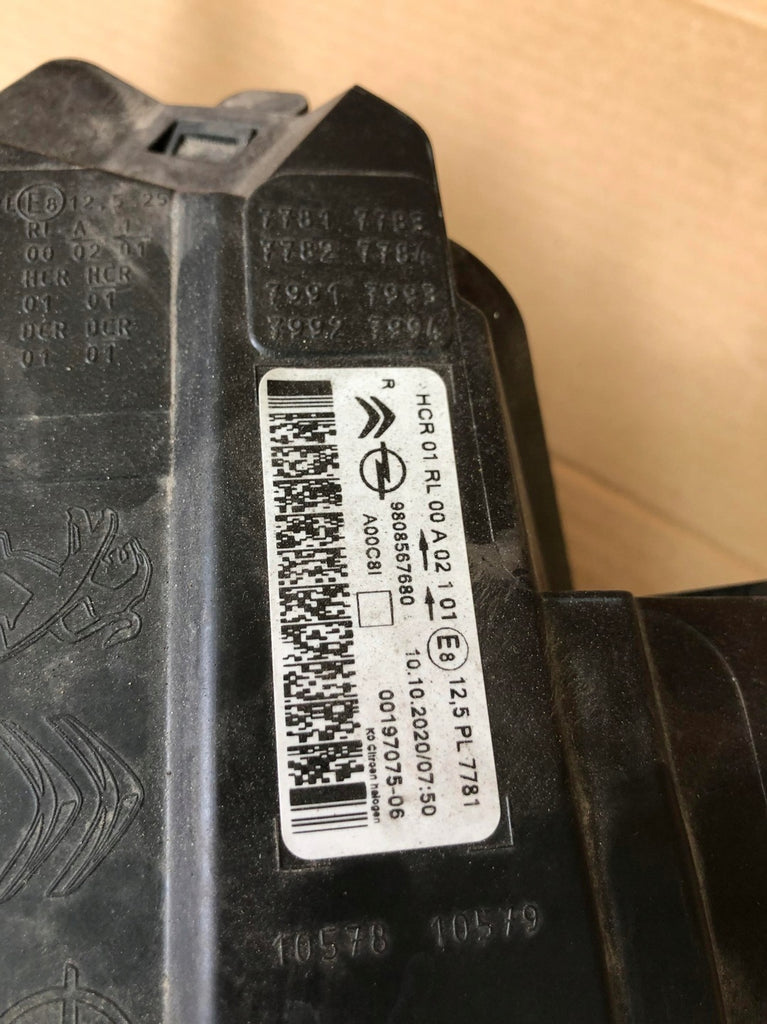 E8 12,5 25
RL A 1
00 02 01
HCR HCR
01 01
DCR DCR
01 01
7781 7783
7782 7784
7991 7993
7992 7994
HCR 01 RL 00 A 02 1 01 E8 12,5 PL 7781
9808567680 10.10.2020/07:50
R A00C8I 00197075-06
K0 Citroen halogen
10578 10579